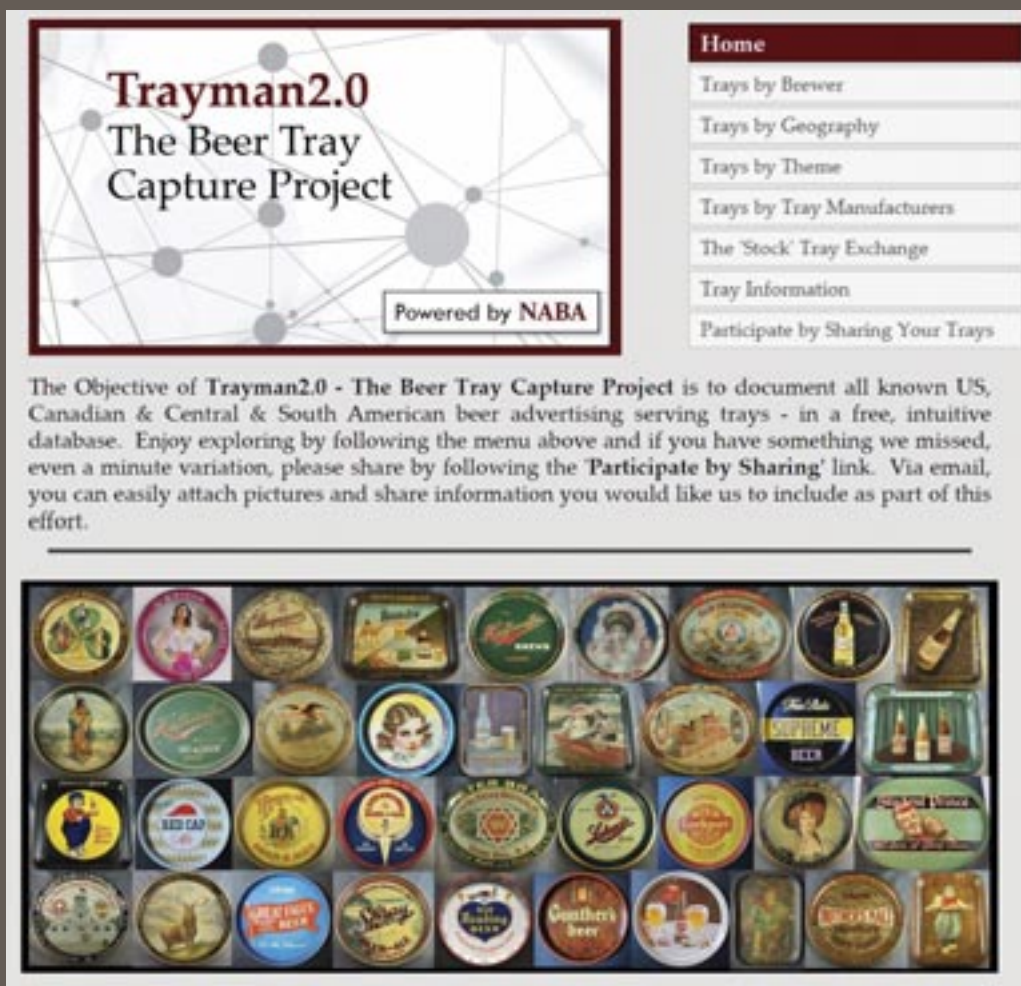 Trayman2.0
The Beer Tray
Capture Project
Powered by NABA
Home
Trays by Brewer
Trays by Geography
Trays by Theme
Trays by Tray Manufacturers
The 'Stock' Tray Exchange
Tray Information
Participate by Sharing Your Trays
The Objective of Trayman2.0 - The Beer Tray Capture Project is to document all known US,
Canadian & Central & South American beer advertising serving trays - in a free, intuitive
database. Enjoy exploring by following the menu above and if you have something we missed,
even a minute variation, please share by following the 'Participate by Sharing' link. Via email,
you can easily attach pictures and share information you would like us to include as part of this
effort.
SUPREME
BEER
RED CAP
Gunther's
beer